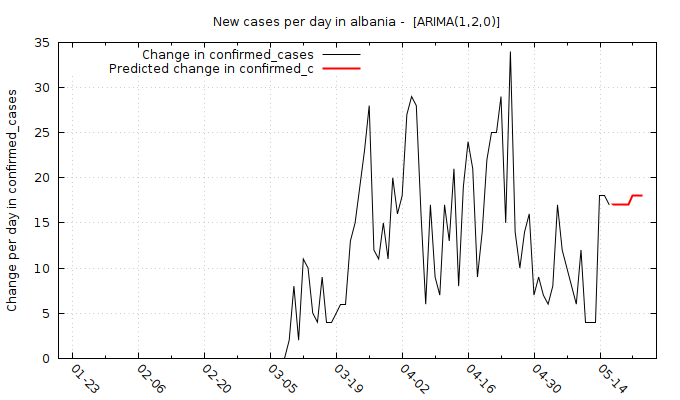 New cases per day in albania -  [ARIMA(1,2,0)]
Change in confirmed_cases
Predicted change in confirmed_c
Change per day in confirmed_cases
35
30
25
20
15
10
5
0
01-23 02-06 02-20 03-05 03-19 04-02 04-16 04-30 05-14